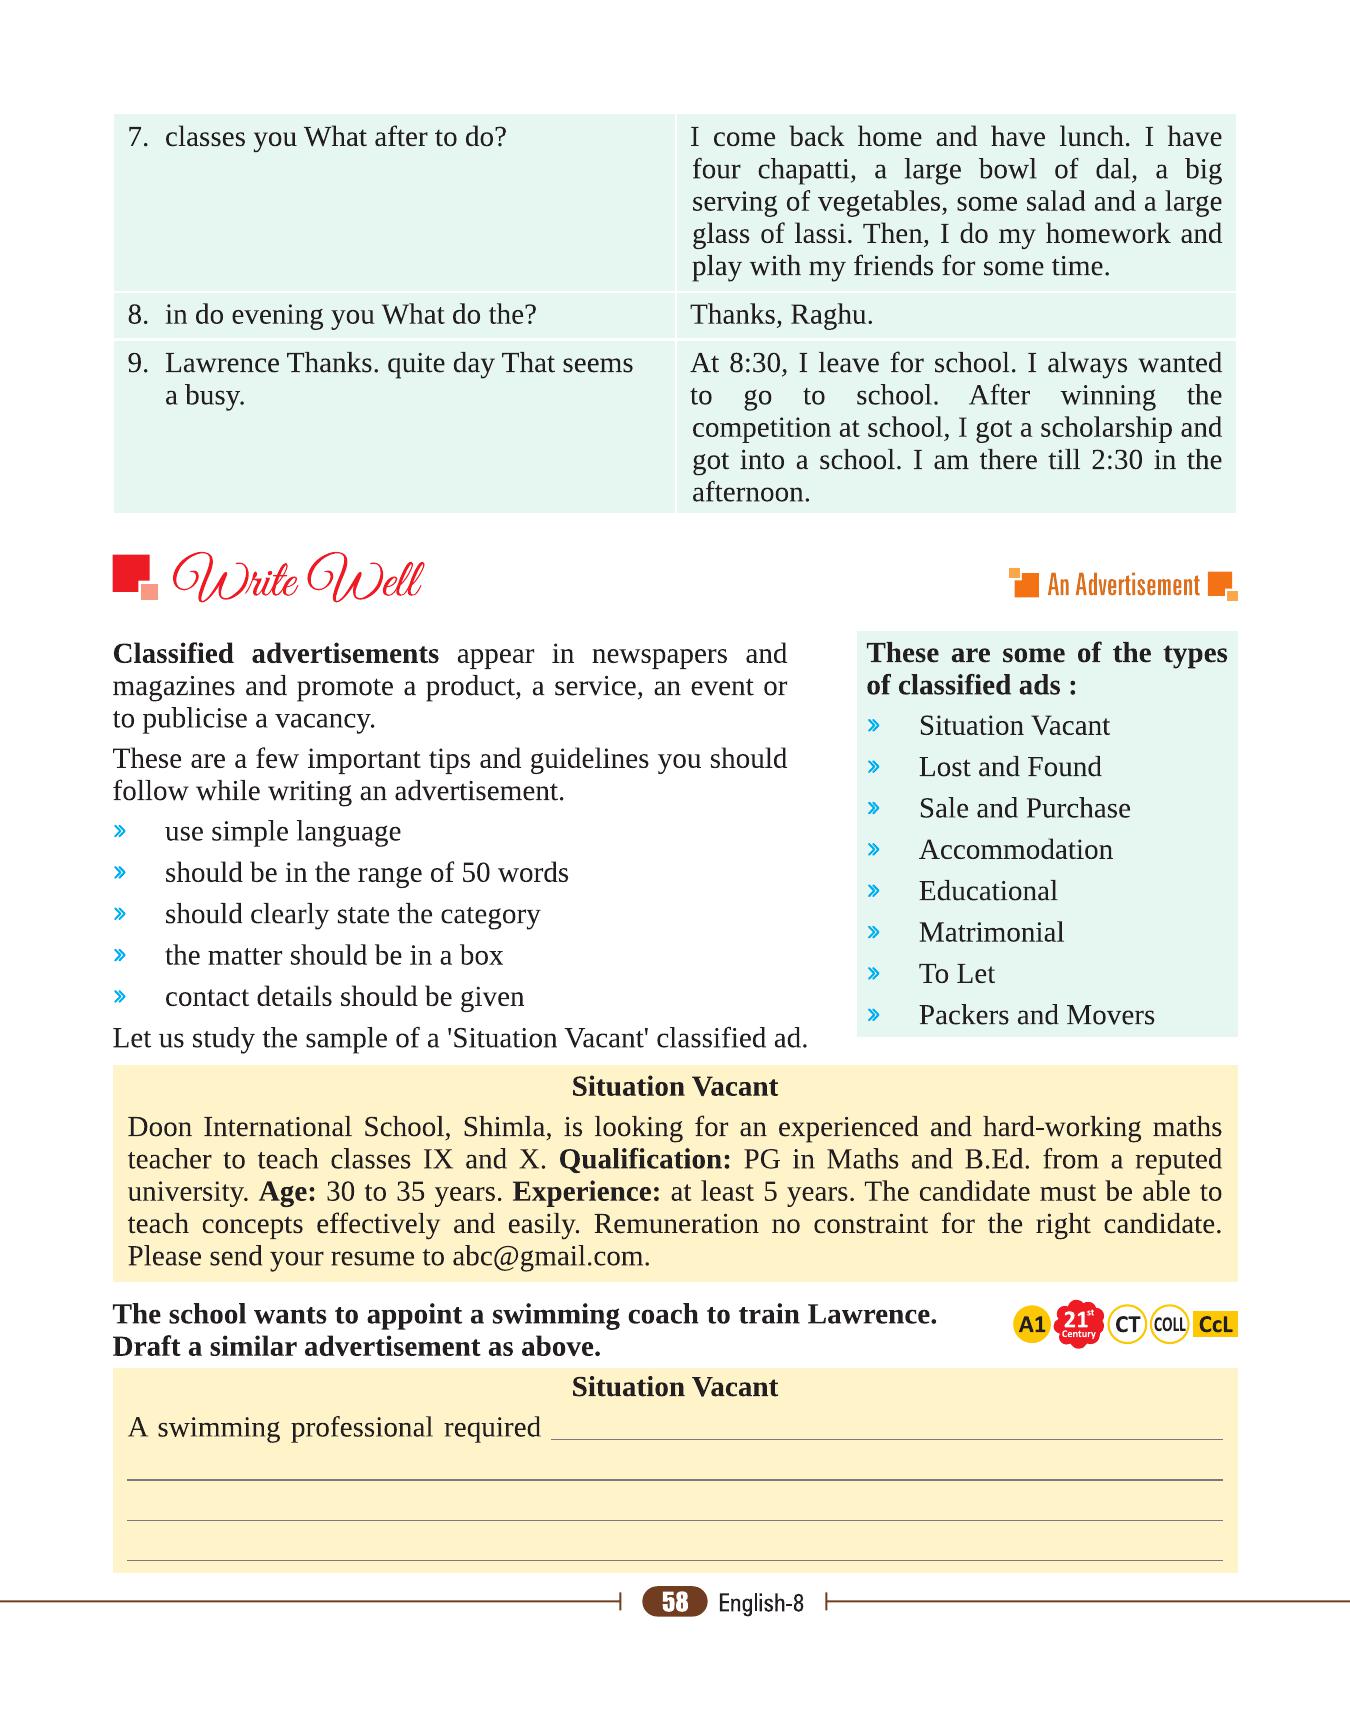 7. classes you What after to do?
I come back home and have lunch. I have
four chapatti, a large bowl of dal, a big
serving of vegetables, some salad and a large
glass of lassi. Then, I do my homework and
play with my friends for some time.
8. in do evening you What do the?
Thanks, Raghu.
9. Lawrence Thanks. quite day That seems
a busy.
At 8:30, I leave for school. I always wanted
to go to school. After winning the
competition at school, I got a scholarship and
got into a school. I am there till 2:30 in the
afternoon.
Write Well
An Advertisement
Classified advertisements appear in newspapers and
magazines and promote a product, a service, an event or
to publicise a vacancy.
These are a few important tips and guidelines you should
follow while writing an advertisement.
» use simple language
» should be in the range of 50 words
» should clearly state the category
» the matter should be in a box
» contact details should be given
Let us study the sample of a 'Situation Vacant' classified ad.
These are some of the types
of classified ads :
» Situation Vacant
» Lost and Found
» Sale and Purchase
» Accommodation
» Educational
» Matrimonial
» To Let
» Packers and Movers
Situation Vacant
Doon International School, Shimla, is looking for an experienced and hard-working maths
teacher to teach classes IX and X. Qualification: PG in Maths and B.Ed. from a reputed
university. Age: 30 to 35 years. Experience: at least 5 years. The candidate must be able to
teach concepts effectively and easily. Remuneration no constraint for the right candidate.
Please send your resume to abc@gmail.com.
The school wants to appoint a swimming coach to train Lawrence.
Draft a similar advertisement as above.
A1 21st Century CT COLL CcL
Situation Vacant
A swimming professional required
58 English-8